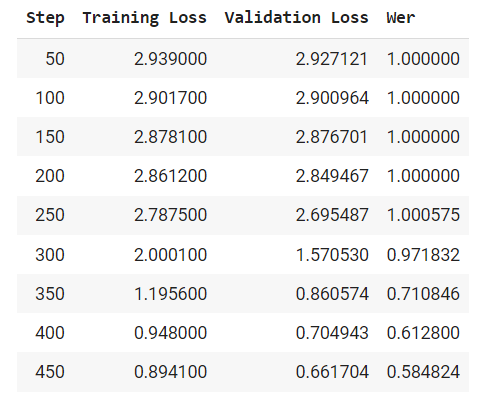 Step Training Loss Validation Loss Wer
50 2.939000 2.927121 1.000000
100 2.901700 2.900964 1.000000
150 2.878100 2.876701 1.000000
200 2.861200 2.849467 1.000000
250 2.787500 2.695487 1.000575
300 2.000100 1.570530 0.971832
350 1.195600 0.860574 0.710846
400 0.948000 0.704943 0.612800
450 0.894100 0.661704 0.584824